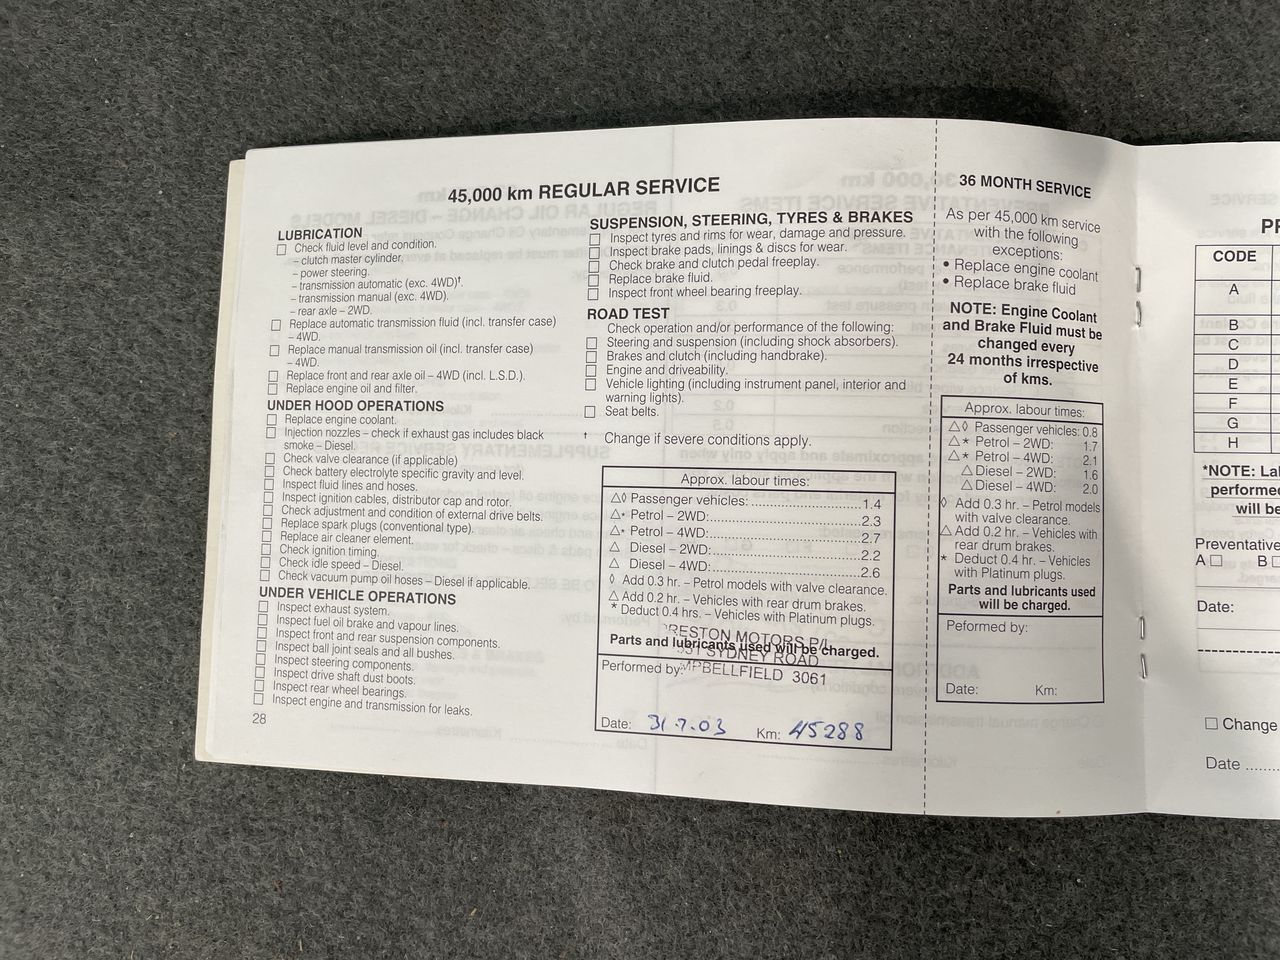 45,000 km REGULAR SERVICE
LUBRICATION
☐ Check fluid level and condition.
– clutch master cylinder.
– power steering.
– transmission automatic (exc. 4WD)†.
– transmission manual (exc. 4WD).
– rear axle – 2WD.
☐ Replace automatic transmission fluid (incl. transfer case)
– 4WD.
☐ Replace manual transmission oil (incl. transfer case)
– 4WD.
☐ Replace front and rear axle oil – 4WD (incl. L.S.D.).
☐ Replace engine oil and filter.
UNDER HOOD OPERATIONS
☐ Replace engine coolant.
☐ Injection nozzles – check if exhaust gas includes black
smoke – Diesel.
☐ Check valve clearance (if applicable)
☐ Check battery electrolyte specific gravity and level.
☐ Inspect fluid lines and hoses.
☐ Inspect ignition cables, distributor cap and rotor.
☐ Check adjustment and condition of external drive belts.
☐ Replace spark plugs (conventional type).
☐ Replace air cleaner element.
☐ Check ignition timing.
☐ Check idle speed – Diesel.
☐ Check vacuum pump oil hoses – Diesel if applicable.
UNDER VEHICLE OPERATIONS
☐ Inspect exhaust system.
☐ Inspect fuel oil brake and vapour lines.
☐ Inspect front and rear suspension components.
☐ Inspect ball joint seals and all bushes.
☐ Inspect steering components.
☐ Inspect drive shaft dust boots.
☐ Inspect rear wheel bearings.
☐ Inspect engine and transmission for leaks.
28
SUSPENSION, STEERING, TYRES & BRAKES
☐ Inspect tyres and rims for wear, damage and pressure.
☐ Inspect brake pads, linings & discs for wear.
☐ Check brake and clutch pedal freeplay.
☐ Replace brake fluid.
☐ Inspect front wheel bearing freeplay.
ROAD TEST
Check operation and/or performance of the following:
☐ Steering and suspension (including shock absorbers).
☐ Brakes and clutch (including handbrake).
☐ Engine and driveability.
☐ Vehicle lighting (including instrument panel, interior and
warning lights).
☐ Seat belts.
† Change if severe conditions apply.
Approx. labour times:
△◊ Passenger vehicles:........................1.4
△* Petrol – 2WD:................................2.3
△* Petrol – 4WD:................................2.7
△ Diesel – 2WD:................................2.2
△ Diesel – 4WD:................................2.6
◊ Add 0.3 hr. – Petrol models with valve clearance.
△ Add 0.2 hr. – Vehicles with rear drum brakes.
* Deduct 0.4 hrs. – Vehicles with Platinum plugs.
Parts and lubricants used will be charged.
PRESTON MOTORS P/L
SYDNEY ROAD
MPBELLFIELD 3061
Performed by:
Date: 31.7.03 Km: 45288
36 MONTH SERVICE
As per 45,000 km service
with the following
exceptions:
• Replace engine coolant
• Replace brake fluid
NOTE: Engine Coolant
and Brake Fluid must be
changed every
24 months irrespective
of kms.
Approx. labour times:
△◊ Passenger vehicles: 0.8
△* Petrol – 2WD: 1.7
△* Petrol – 4WD: 2.1
△ Diesel – 2WD: 1.6
△ Diesel – 4WD: 2.0
◊ Add 0.3 hr. – Petrol models
with valve clearance.
△ Add 0.2 hr. – Vehicles with
rear drum brakes.
* Deduct 0.4 hr. – Vehicles
with Platinum plugs.
Parts and lubricants used
will be charged.
Peformed by:
Date: Km:
CODE
A
B
C
D
E
F
G
H
*NOTE:
performed
will be
Preventative
A ☐ B ☐
Date:
☐ Change
Date ..........